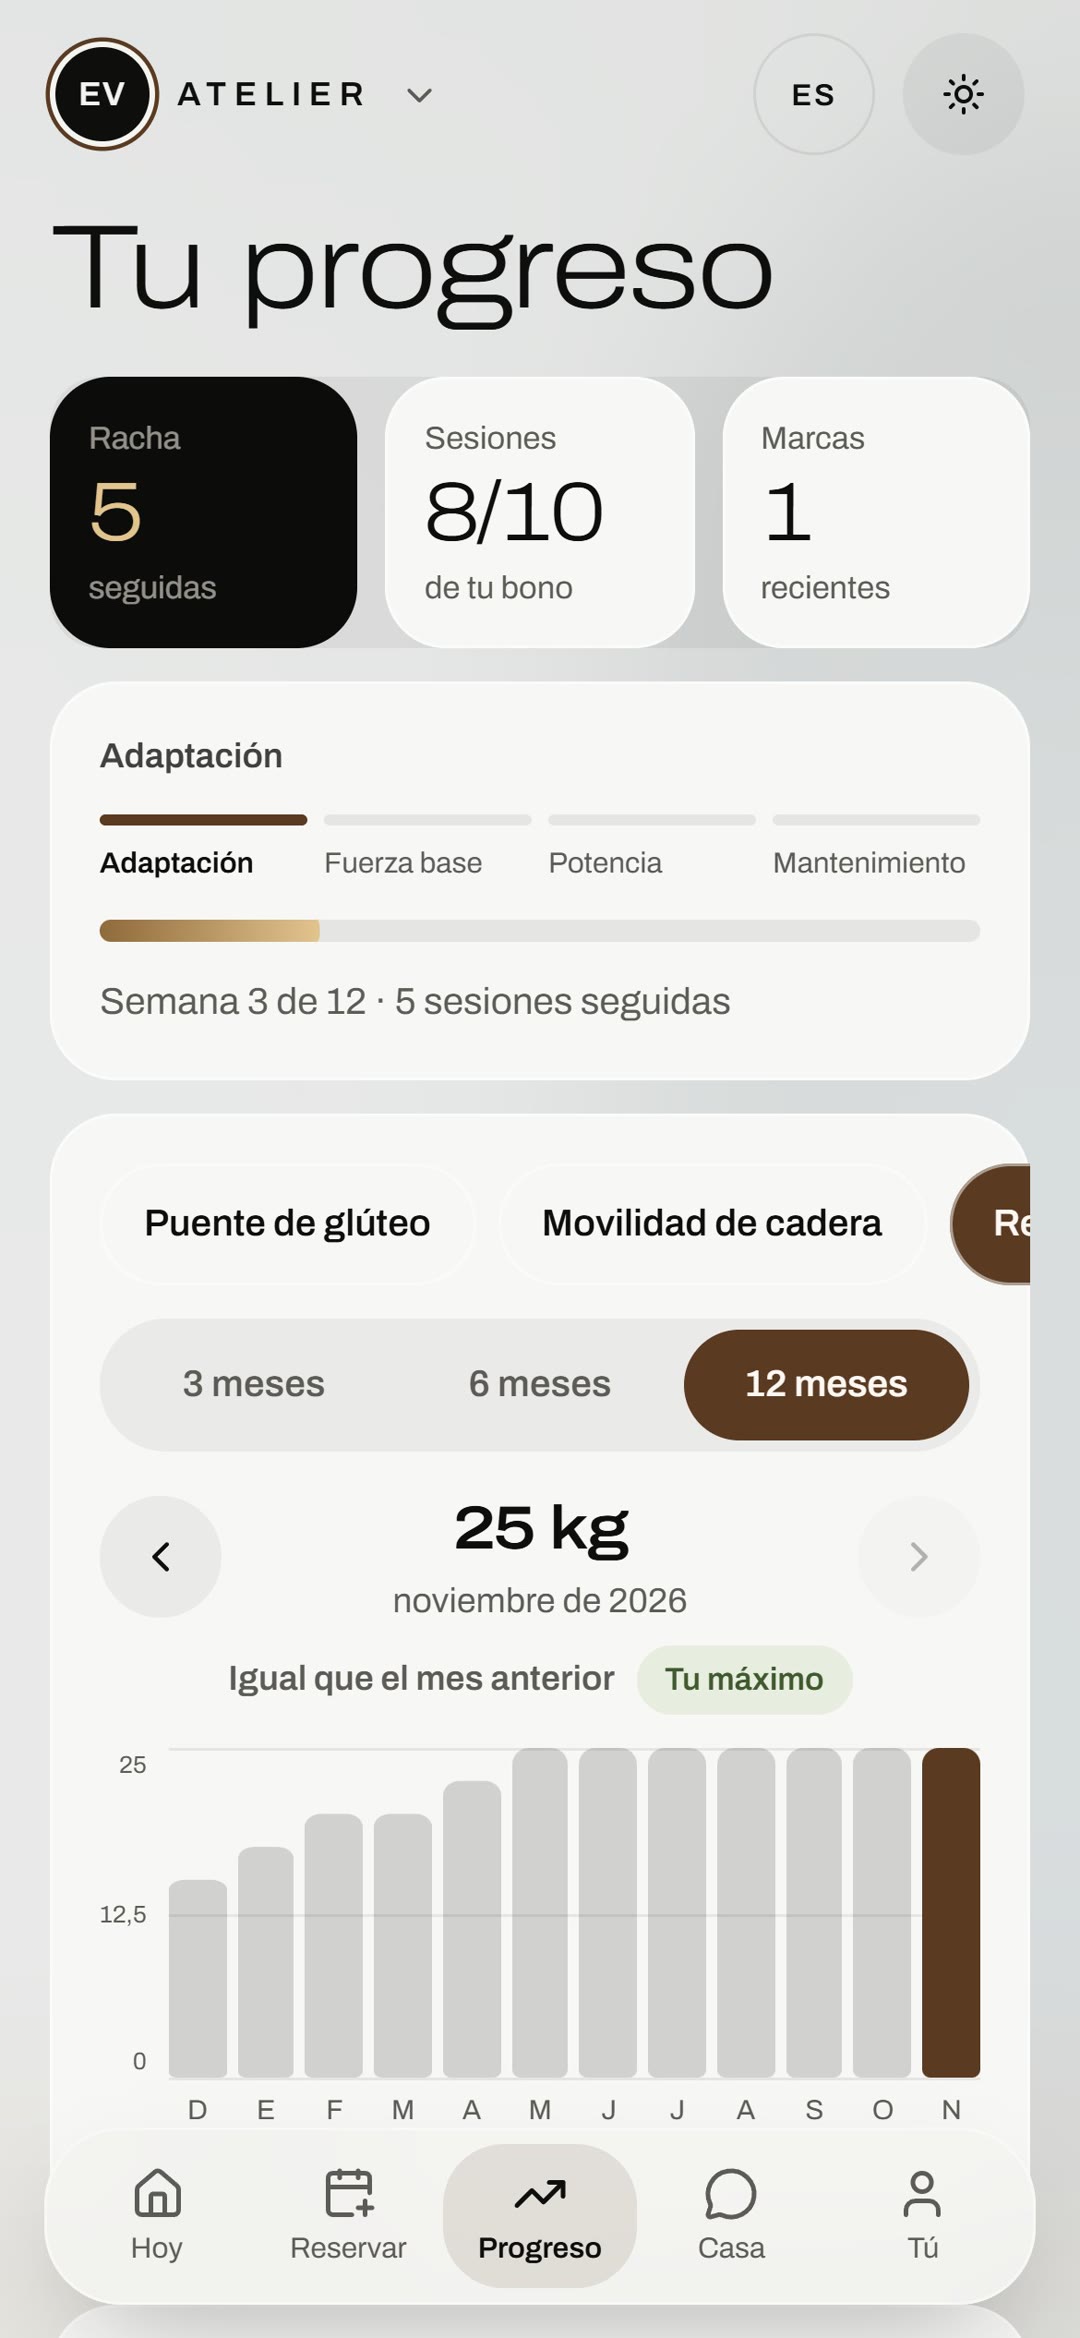 EV ATELIER ES
Tu progreso
Racha
5
seguidas
Sesiones
8/10
de tu bono
Marcas
1
recientes
Adaptación
Adaptación Fuerza base Potencia Mantenimiento
Semana 3 de 12 · 5 sesiones seguidas
Puente de glúteo Movilidad de cadera Re
3 meses 6 meses 12 meses
25 kg
noviembre de 2026
Igual que el mes anterior Tu máximo
25
12,5
0
D E F M A M J J A S O N
Hoy Reservar Progreso Casa Tú